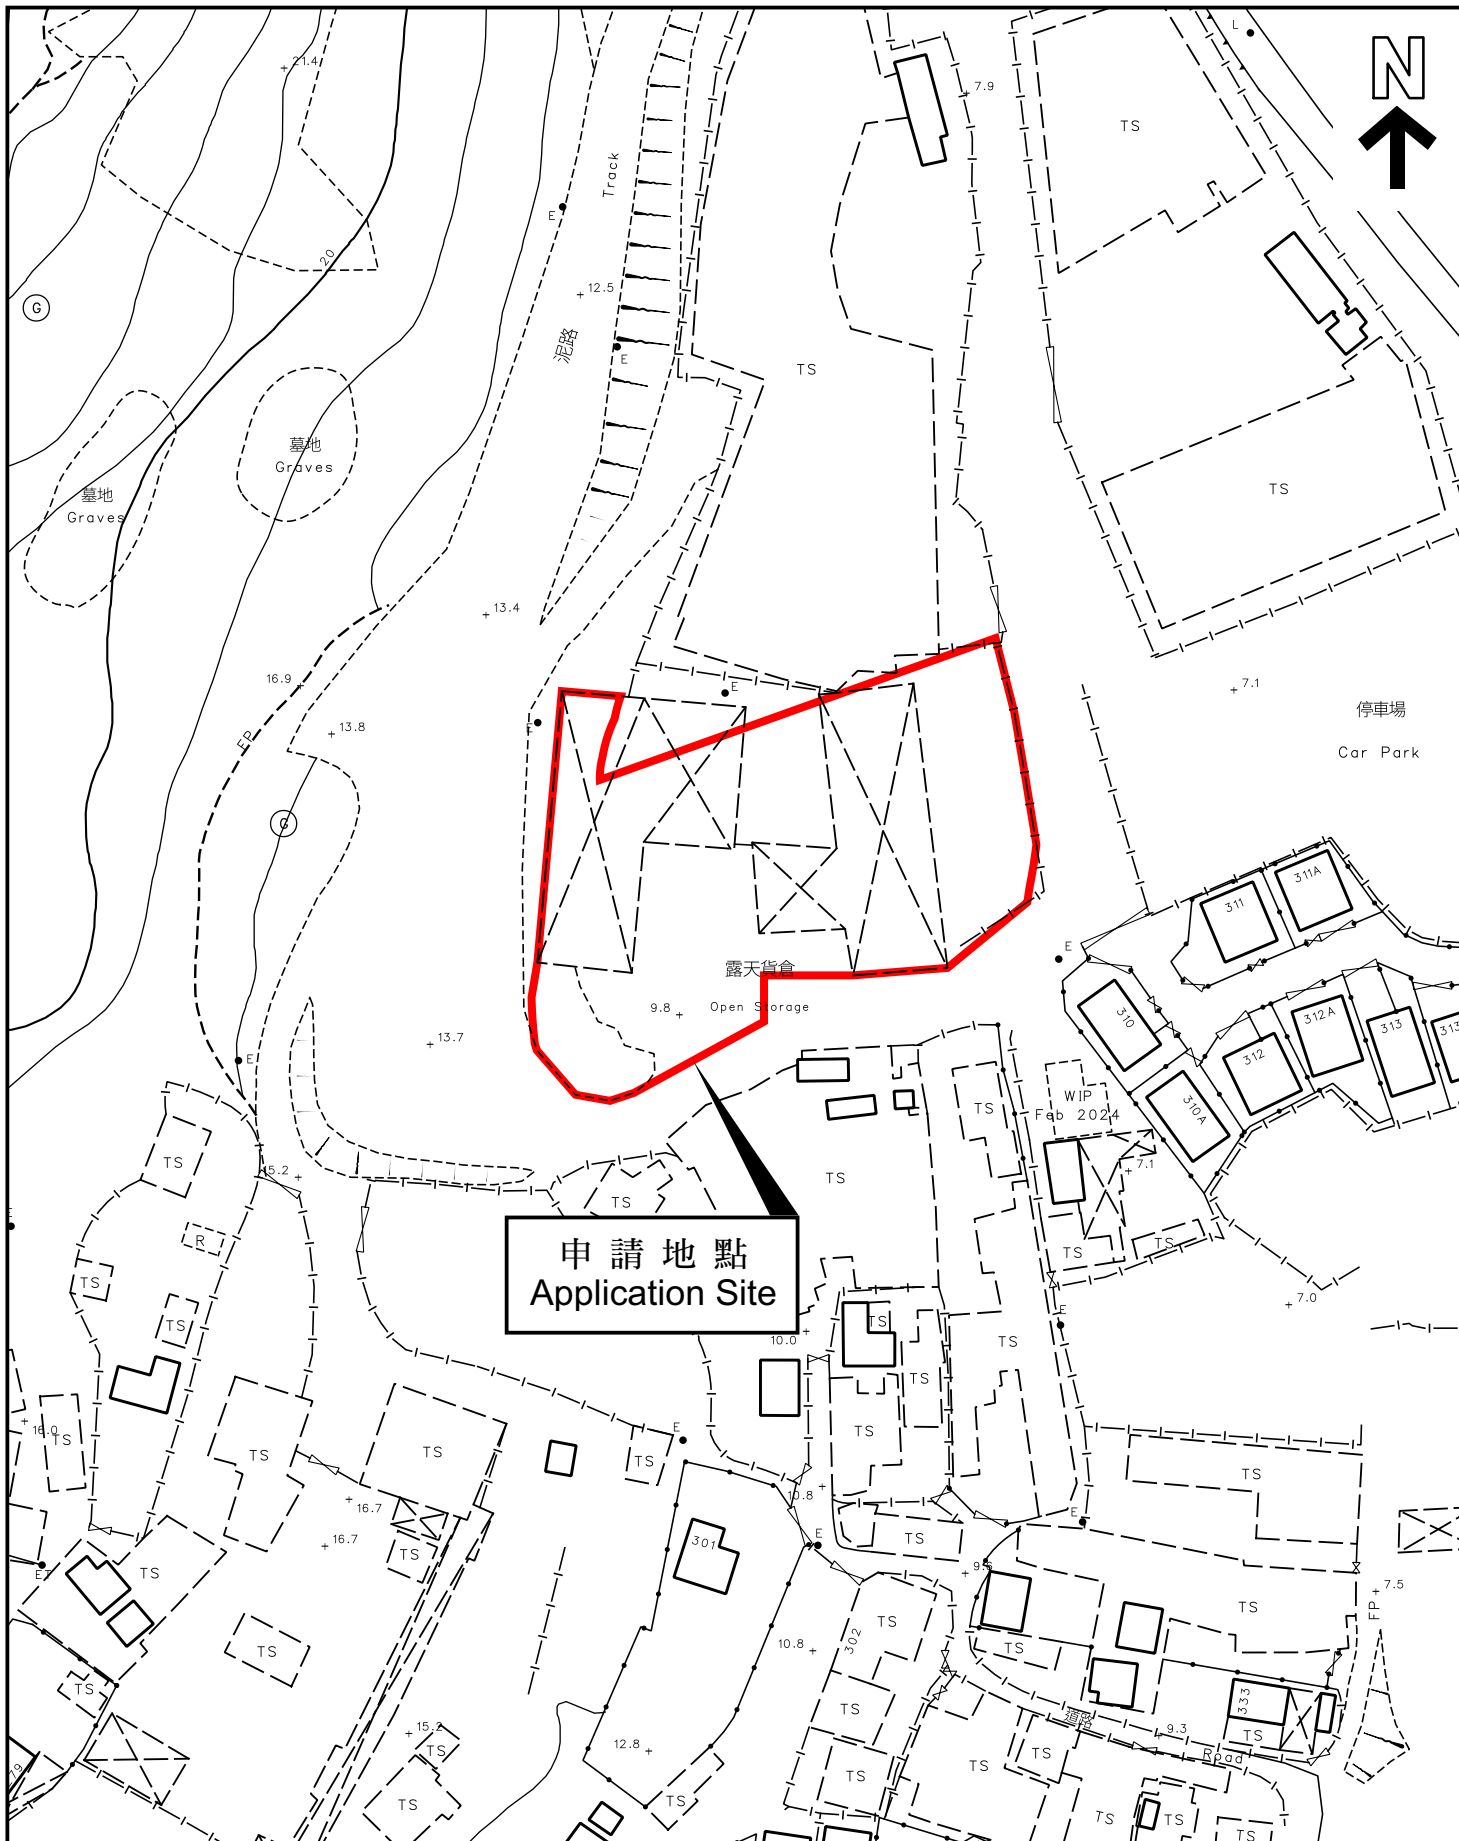 L
N
21.4
7.9
TS
Track
E
20
12.5
G
泥路
E
TS
墓地
Graves
墓地
Graves
TS
13.4
16.9
E
7.1
13.8
E
停車場
FP
Car Park
G
311A
311
露天貨倉
E
9.8
Open Storage
310
312A
313
313
13.7
312
E
WIP
TS
Feb 2024
310A
TS
15.2
7.1
TS
TS
E
R
TS
TS
TS
申請地點
Application Site
7.0
TS
TS
E
10.0
TS
TS
16.0
TS
E
TS
TS
TS
TS
TS
TS
10.8
16.7
E
16.7
301
E
TS
TS
ET
TS
9.6
7.5
FP
TS
TS
TS
302
10.8
TS
TS
333
TS
道路
15.2
9.3
TS
12.8
TS
TS
Road
79
TS
TS
TS
TS
TS
TS
TS